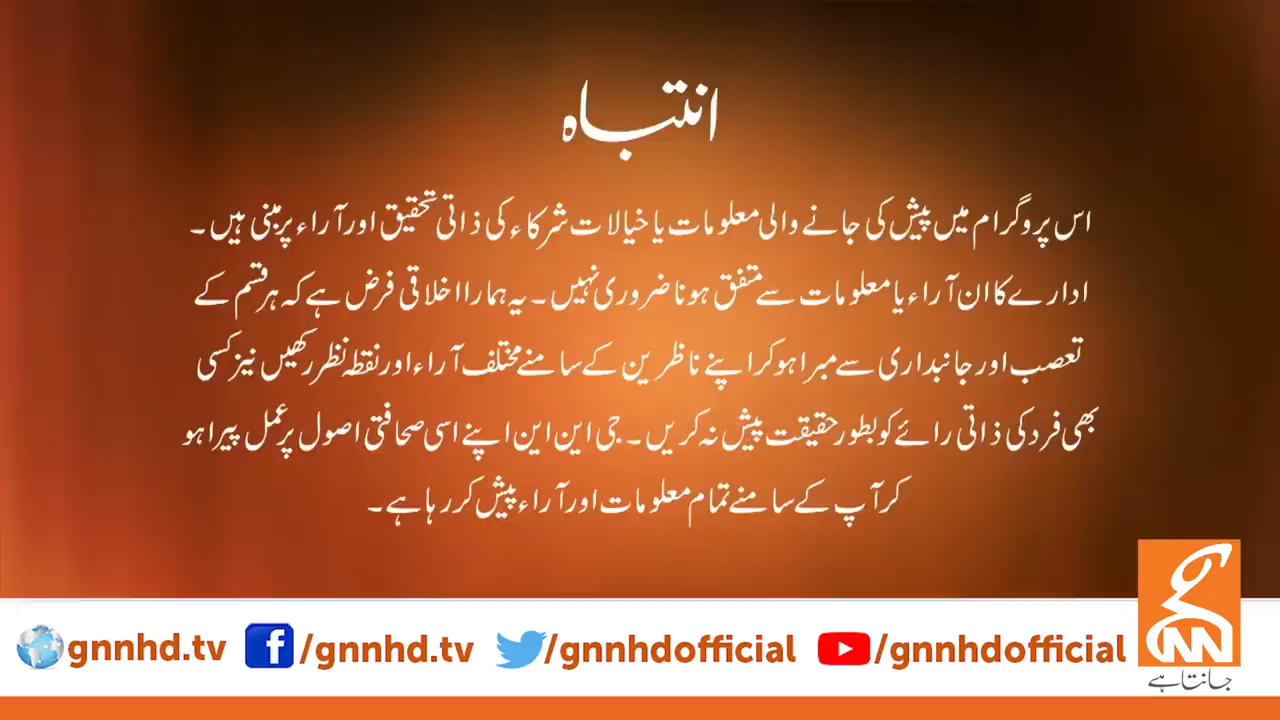 انتباہ
اس پروگرام میں پیش کی جانے والی معلومات یا خیالات شرکاء کی ذاتی تحقیق اور آراء پر مبنی ہیں۔
ادارے کا ان آراء یا معلومات سے متفق ہونا ضروری نہیں۔ یہ ہمارا اخلاقی فرض ہے کہ ہر قسم کے
تعصب اور جانبداری سے مبرا ہو کر اپنے ناظرین کے سامنے مختلف آراء اور نقطہ نظر رکھیں نیز کسی
بھی فرد کی ذاتی رائے کو بطور حقیقت پیش نہ کریں۔ جی این این اپنے اسی صحافتی اصول پر عمل پیرا ہو
کر آپ کے سامنے تمام معلومات اور آراء پیش کر رہا ہے۔
gnnhd.tv /gnnhd.tv /gnnhdofficial /gnnhdofficial
GNN
جانتا ہے